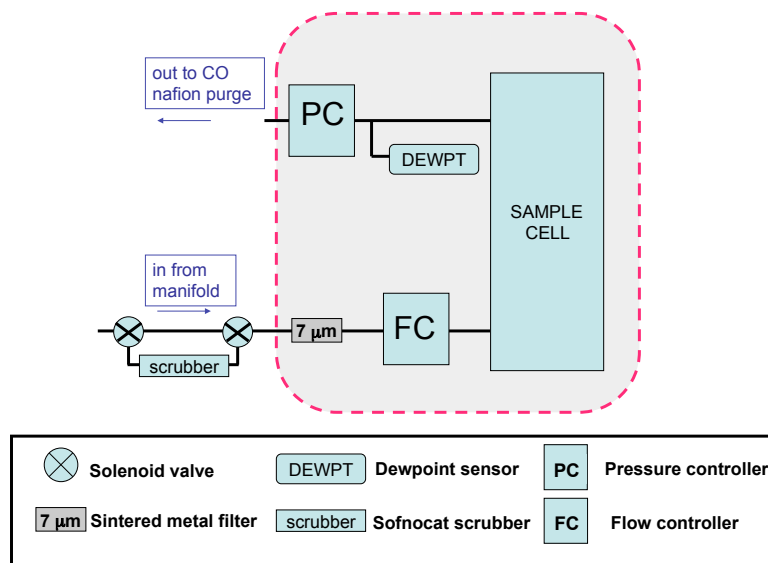 out to CO
nafion purge
PC
DEWPT
SAMPLE
CELL
in from
manifold
7 μm
FC
scrubber
Solenoid valve
DEWPT
Dewpoint sensor
PC
Pressure controller
7 μm
Sintered metal filter
scrubber
Sofnocat scrubber
FC
Flow controller